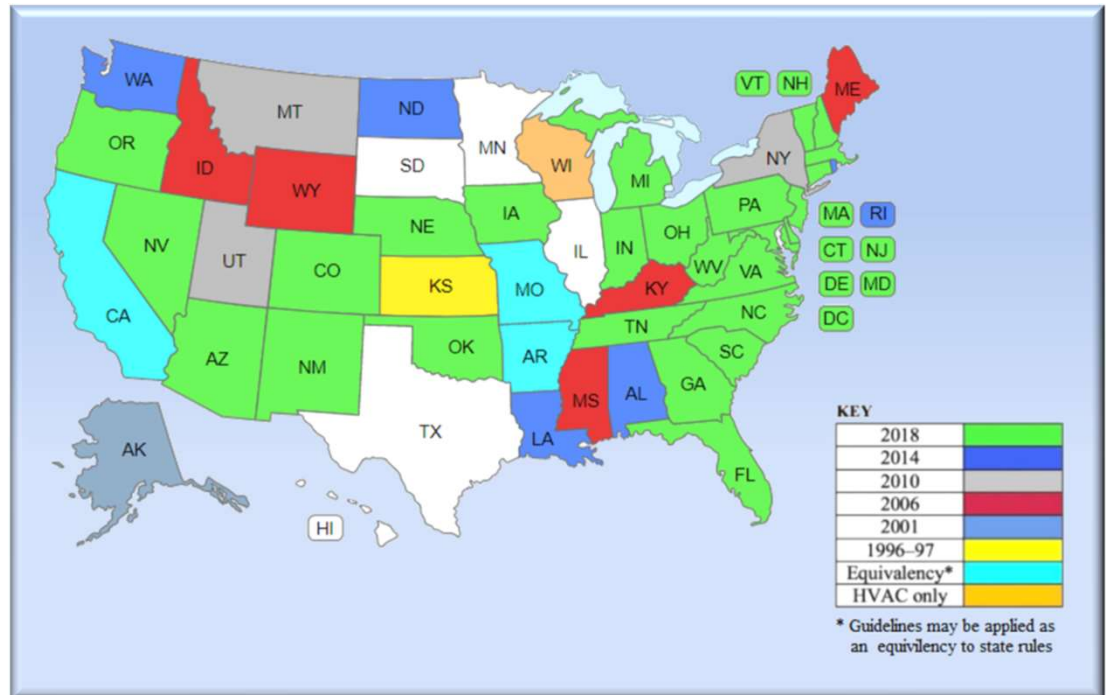 WA
MT
ND
MN
VT NH
ME
OR
ID
WY
SD
WI
MI
NY
NV
UT
CO
NE
IA
IL
IN
OH
PA
MA RI
CT NJ
DE MD
DC
CA
KS
MO
KY
WV
VA
AZ
NM
OK
AR
TN
NC
SC
TX
LA
MS
AL
GA
FL
AK
HI
KEY
2018
2014
2010
2006
2001
1996–97
Equivalency*
HVAC only
* Guidelines may be applied as
an equivilency to state rules